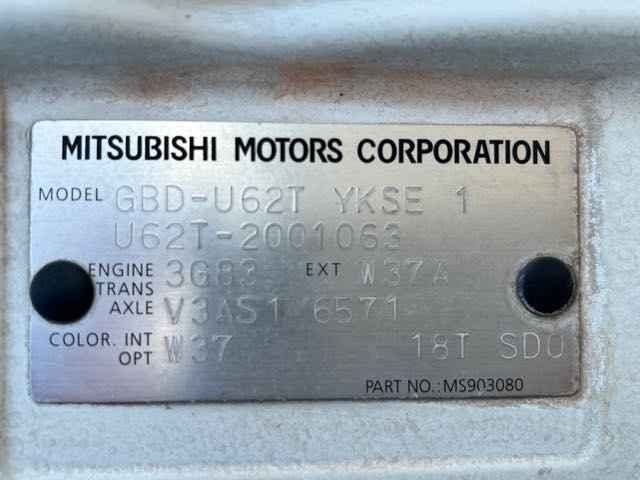 MITSUBISHI MOTORS CORPORATION
MODEL GBD-U62T YKSE 1
U62T-2001063
ENGINE 3G83 EXT W37A
TRANS
AXLE V3AS1 6571
COLOR. INT W37 18T SD0
OPT
PART NO.: MS903080